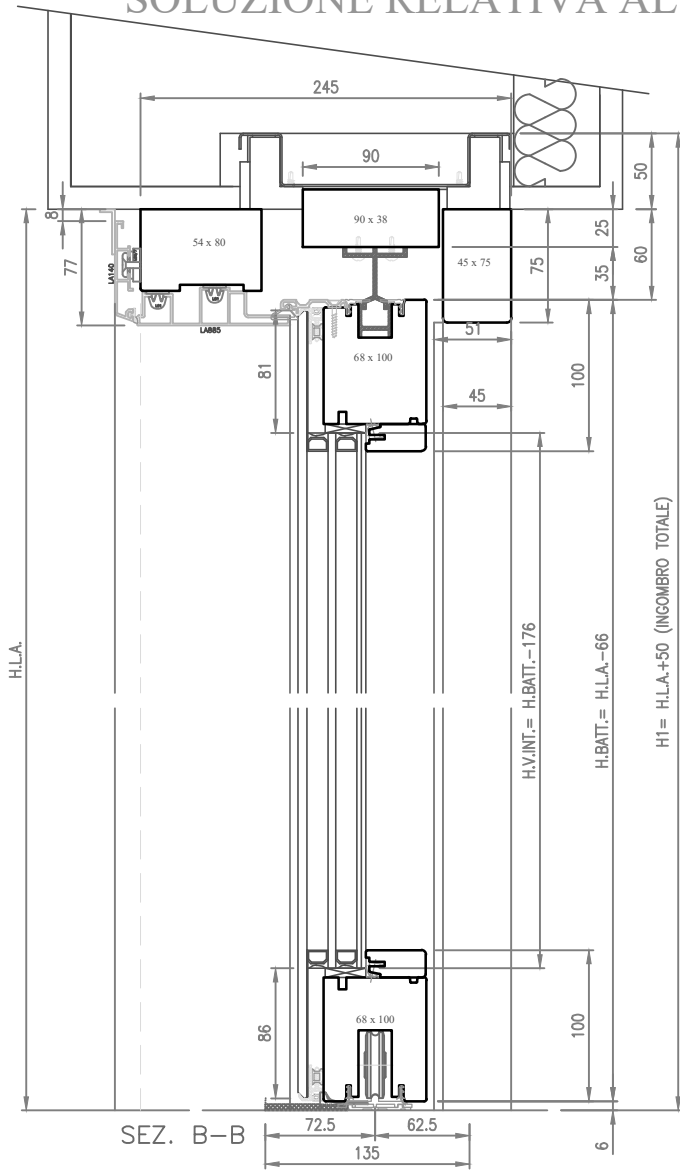 SOLUZIONE RELATIVA AL
245
90
50
8
54 x 80
90 x 38
25
60
77
LA140
45 x 75
75
35
LA885
51
81
68 x 100
100
45
H.L.A.
H.V.INT.= H.BATT.-176
H.BATT.= H.L.A.-66
H1= H.L.A.+50 (INGOMBRO TOTALE)
86
68 x 100
100
SEZ. B-B
72.5
62.5
135
6